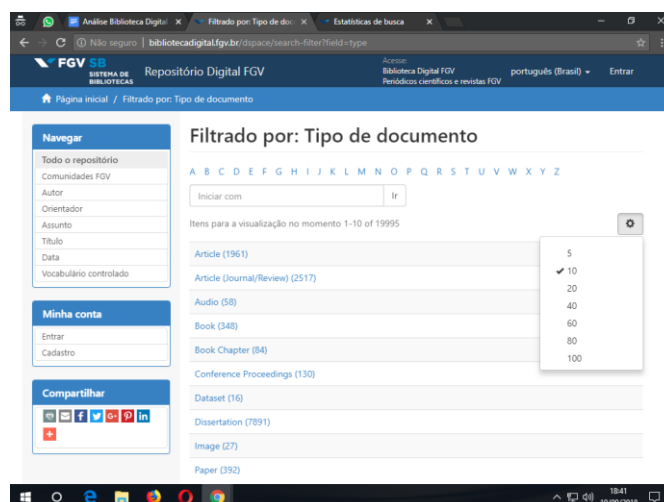 Análise Biblioteca Digital
Filtrado por: Tipo de doc
Estatísticas de busca
Não seguro | bibliotecadigital.fgv.br/dspace/search-filter?field=type
FGV SB
SISTEMA DE
BIBLIOTECAS
Repositório Digital FGV
Acesse:
Biblioteca Digital FGV
Periódicos científicos e revistas FGV
português (Brasil)
Entrar
Página inicial / Filtrado por: Tipo de documento
Navegar
Todo o repositório
Comunidades FGV
Autor
Orientador
Assunto
Título
Data
Vocabulário controlado
Minha conta
Entrar
Cadastro
Compartilhar
Filtrado por: Tipo de documento
A B C D E F G H I J K L M N O P Q R S T U V W X Y Z
Iniciar com
Ir
Itens para a visualização no momento 1-10 of 19995
5
10
20
40
60
80
100
Article (1961)
Article (Journal/Review) (2517)
Audio (58)
Book (348)
Book Chapter (84)
Conference Proceedings (130)
Dataset (16)
Dissertation (7891)
Image (27)
Paper (392)
18:41